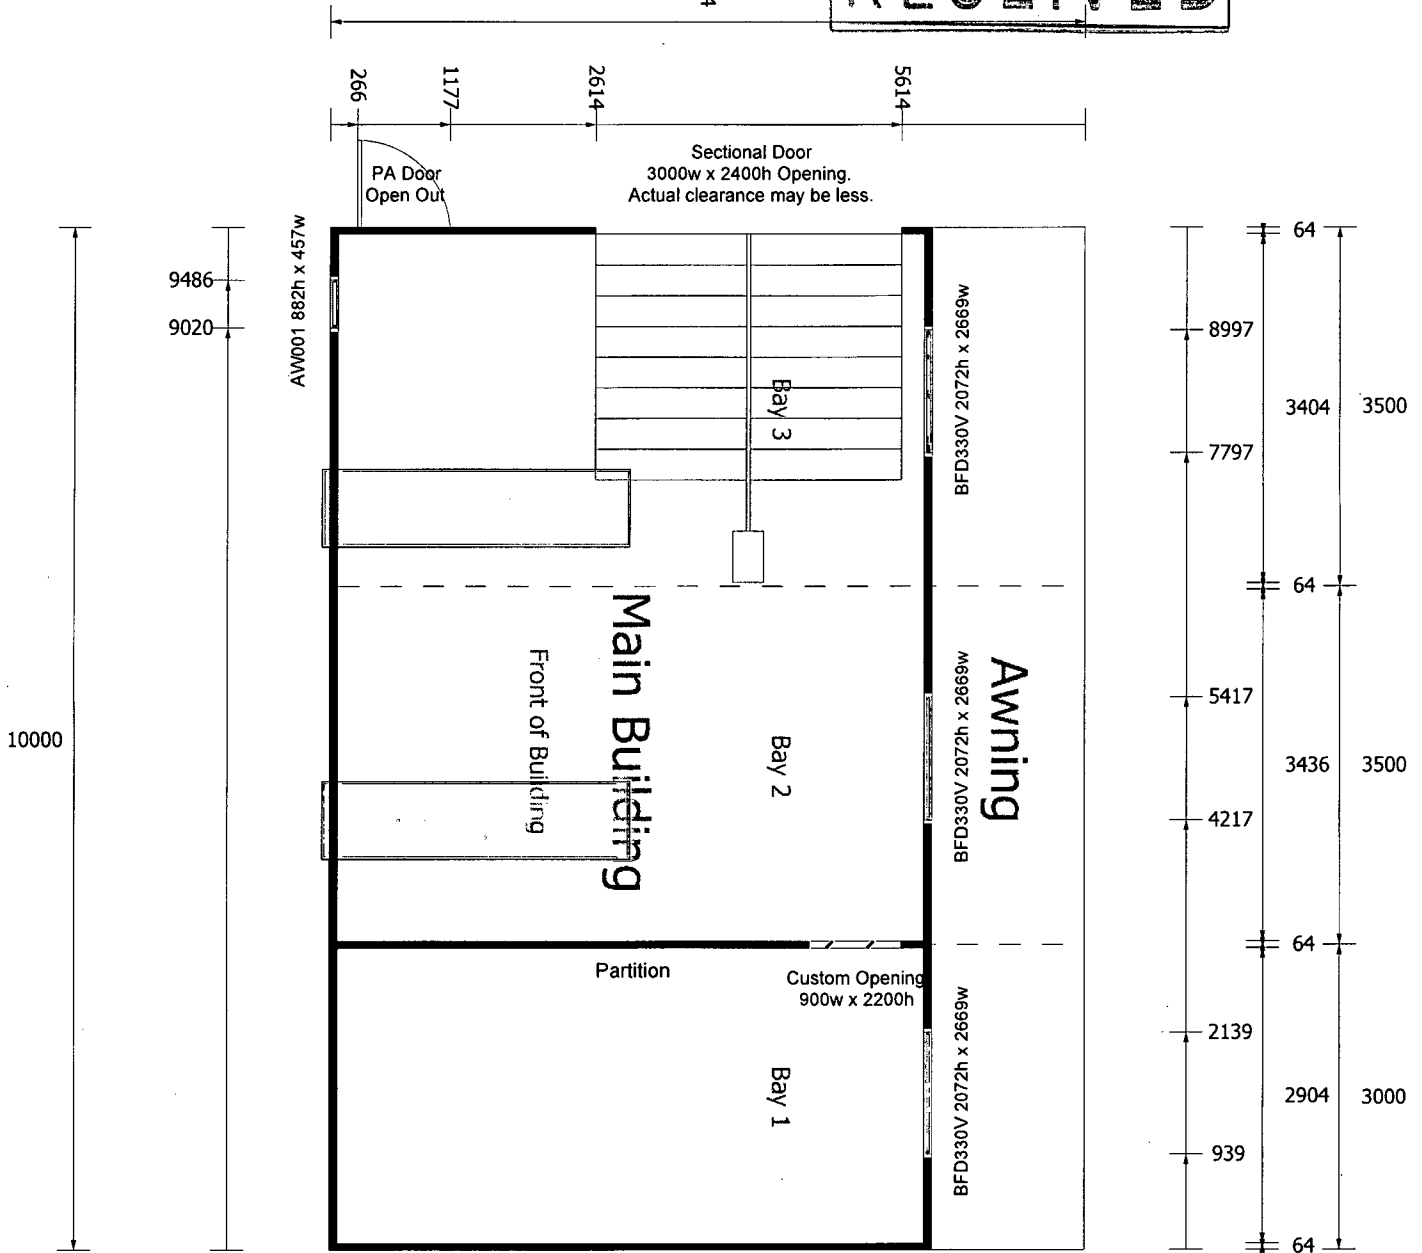 RECEIVED
4
266
1177
2614
5614
Sectional Door
3000w x 2400h Opening.
Actual clearance may be less.
PA Door
Open Out
AW001 882h x 457w
9486
9020
10000
Bay 3
BFD330V 2072h x 2669w
Main Building
Front of Building
Bay 2
BFD330V 2072h x 2669w
Awning
Partition
Custom Opening
900w x 2200h
Bay 1
BFD330V 2072h x 2669w
8997
7797
5417
4217
2139
939
64
3404
64
3436
64
2904
64
3500
3500
3000